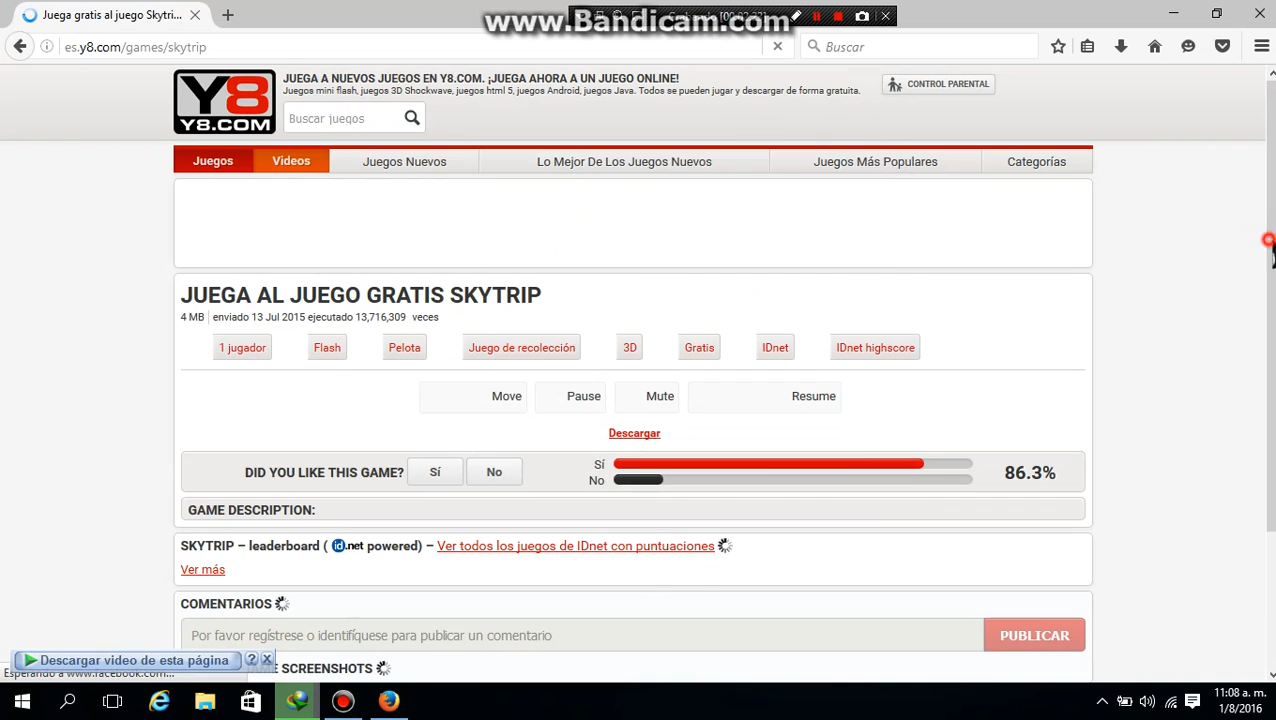 Juega gratis al juego Skytri...
www.Bandicam.com
es.y8.com/games/skytrip
Buscar
Y8
Y8.COM
JUEGA A NUEVOS JUEGOS EN Y8.COM. ¡JUEGA AHORA A UN JUEGO ONLINE!
Juegos mini flash, juegos 3D Shockwave, juegos html 5, juegos Android, juegos Java. Todos se pueden jugar y descargar de forma gratuita.
CONTROL PARENTAL
Buscar juegos
Juegos Videos Juegos Nuevos Lo Mejor De Los Juegos Nuevos Juegos Más Populares Categorías
JUEGA AL JUEGO GRATIS SKYTRIP
4 MB enviado 13 Jul 2015 ejecutado 13,716,309 veces
1 jugador Flash Pelota Juego de recolección 3D Gratis IDnet IDnet highscore
Move Pause Mute Resume
Descargar
DID YOU LIKE THIS GAME? Sí No Sí 86.3%
No
GAME DESCRIPTION:
SKYTRIP – leaderboard ( id.net powered) – Ver todos los juegos de IDnet con puntuaciones
Ver más
COMENTARIOS
Por favor regístrese o identifíquese para publicar un comentario PUBLICAR
Descargar video de esta página ? X
SCREENSHOTS
Esperando a www.facebook.com...
11:08 a. m.
1/8/2016